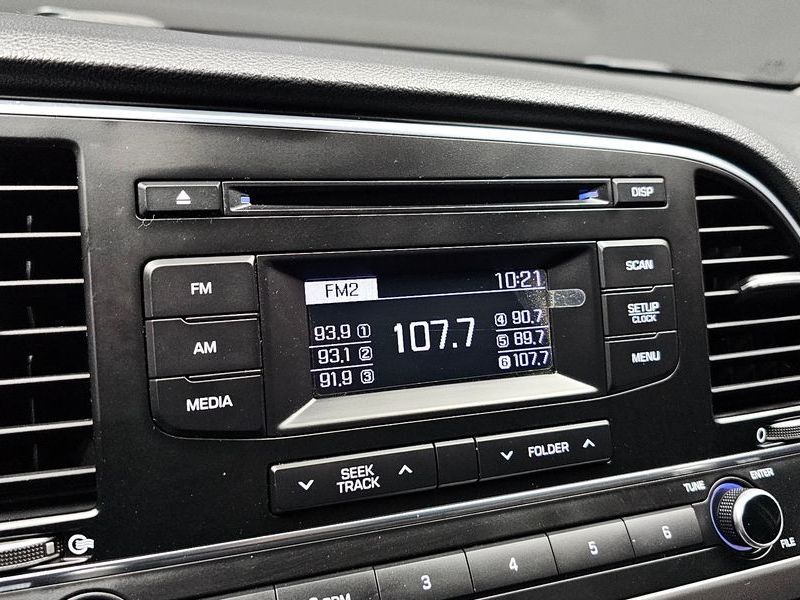 DISP
FM
AM
MEDIA
FM2
10:21
93.9 1
93.1 2
91.9 3
107.7
4 90.7
5 89.7
6 107.7
SCAN
SETUP
CLOCK
MENU
SEEK
TRACK
FOLDER
TUNE
ENTER
FILE
3
4
5
6